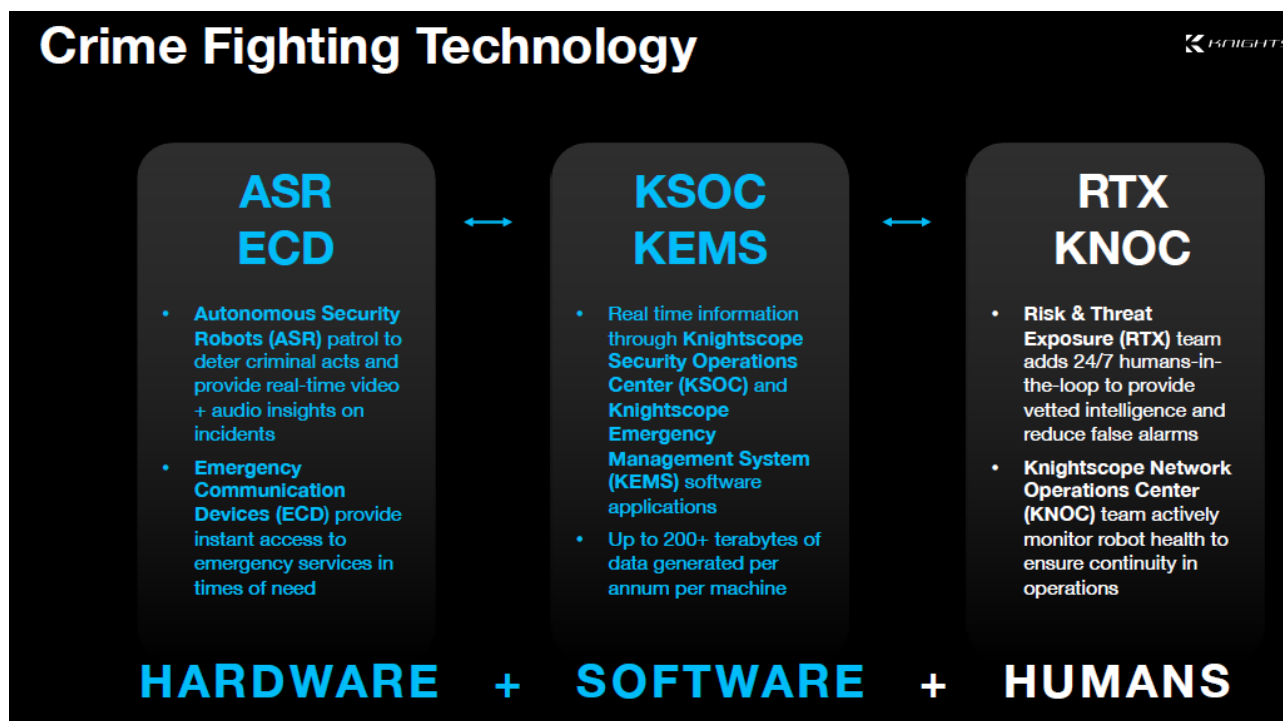 Crime Fighting Technology
KNIGHTS
ASR
ECD
• Autonomous Security
Robots (ASR) patrol to
deter criminal acts and
provide real-time video
+ audio insights on
incidents
• Emergency
Communication
Devices (ECD) provide
instant access to
emergency services in
times of need
KSOC
KEMS
• Real time information
through Knightscope
Security Operations
Center (KSOC) and
Knightscope
Emergency
Management System
(KEMS) software
applications
• Up to 200+ terabytes of
data generated per
annum per machine
RTX
KNOC
• Risk & Threat
Exposure (RTX) team
adds 24/7 humans-in-
the-loop to provide
vetted intelligence and
reduce false alarms
• Knightscope Network
Operations Center
(KNOC) team actively
monitor robot health to
ensure continuity in
operations
HARDWARE + SOFTWARE + HUMANS